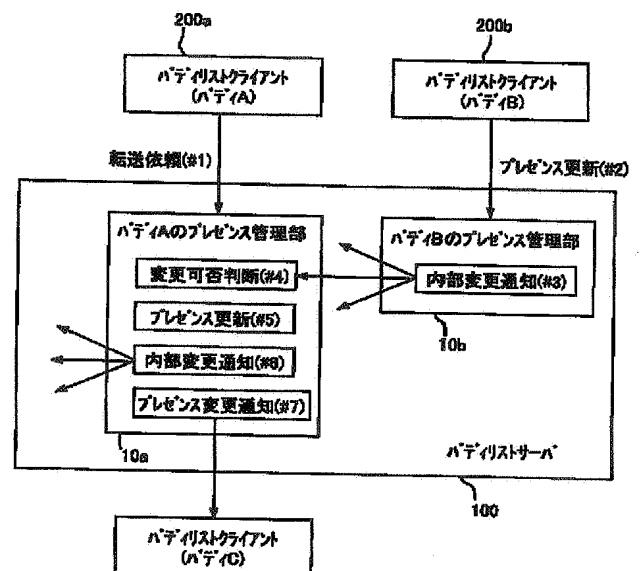 200a
200b
バディリストクライアント
(バディA)
バディリストクライアント
(バディB)
転送依頼(#1)
プレゼンス更新(#2)
バディAのプレゼンス管理部
バディBのプレゼンス管理部
変更可否判断(#4)
内部変更通知(#3)
プレゼンス更新(#5)
10b
内部変更通知(#6)
プレゼンス変更通知(#7)
10a
バディリストサーバ
100
バディリストクライアント
(バディC)